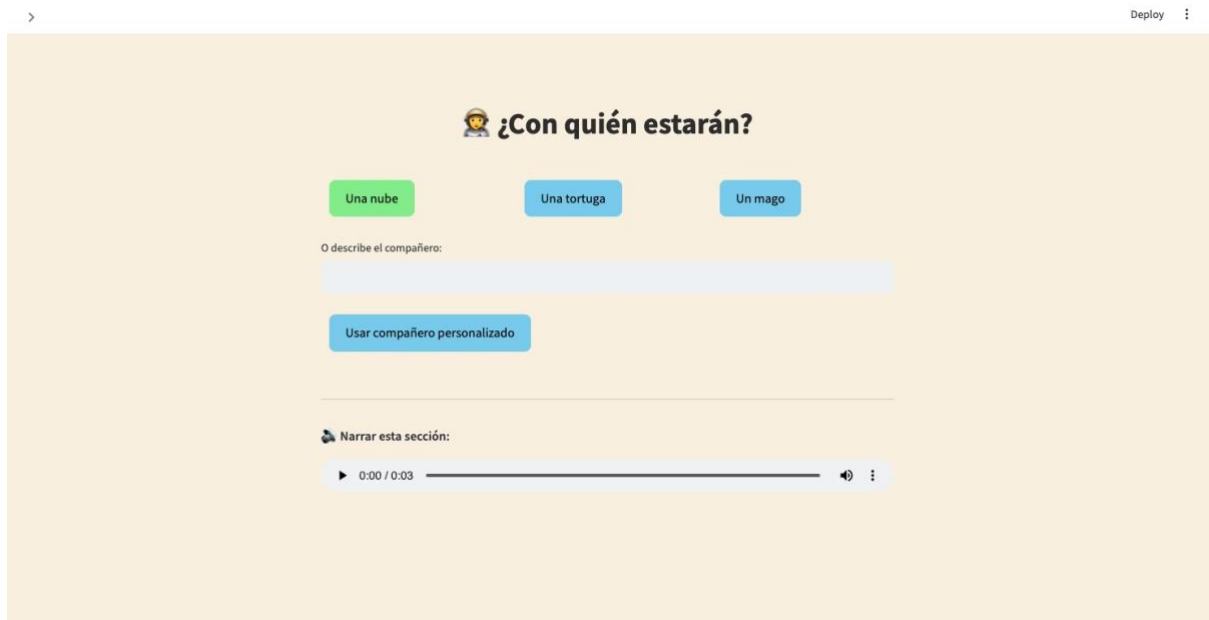 Deploy
¿Con quién estarán?
Una nube Una tortuga Un mago
O describe el compañero:
Usar compañero personalizado
Narrar esta sección:
0:00 / 0:03